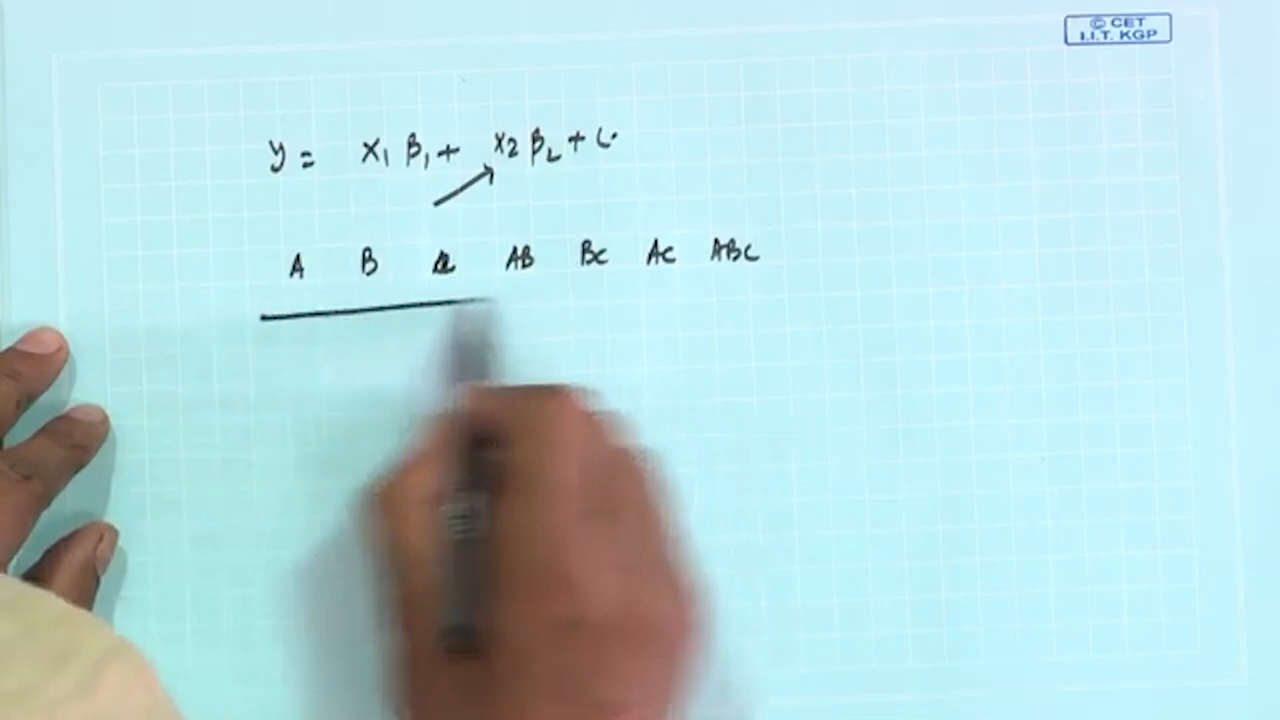 © CET
I.I.T. KGP
y = X₁ β₁ + X2 β₂ +
A B AB BC AC ABC